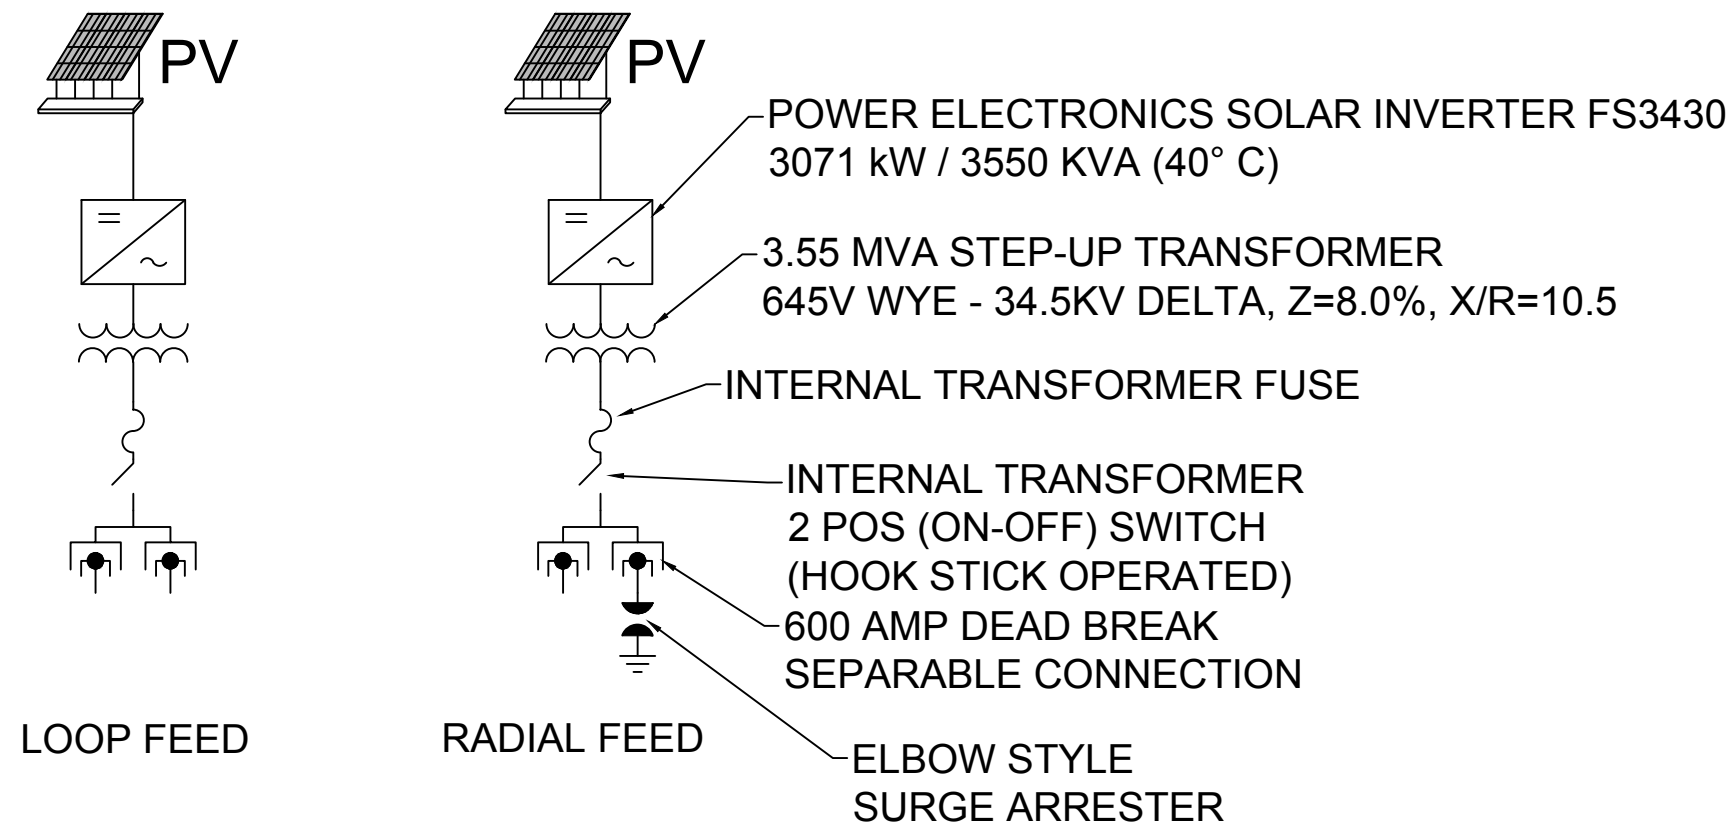 PV
PV
POWER ELECTRONICS SOLAR INVERTER FS3430
3071 kW / 3550 KVA (40° C)
3.55 MVA STEP-UP TRANSFORMER
645V WYE - 34.5KV DELTA, Z=8.0%, X/R=10.5
INTERNAL TRANSFORMER FUSE
INTERNAL TRANSFORMER
2 POS (ON-OFF) SWITCH
(HOOK STICK OPERATED)
600 AMP DEAD BREAK
SEPARABLE CONNECTION
LOOP FEED
RADIAL FEED
ELBOW STYLE
SURGE ARRESTER